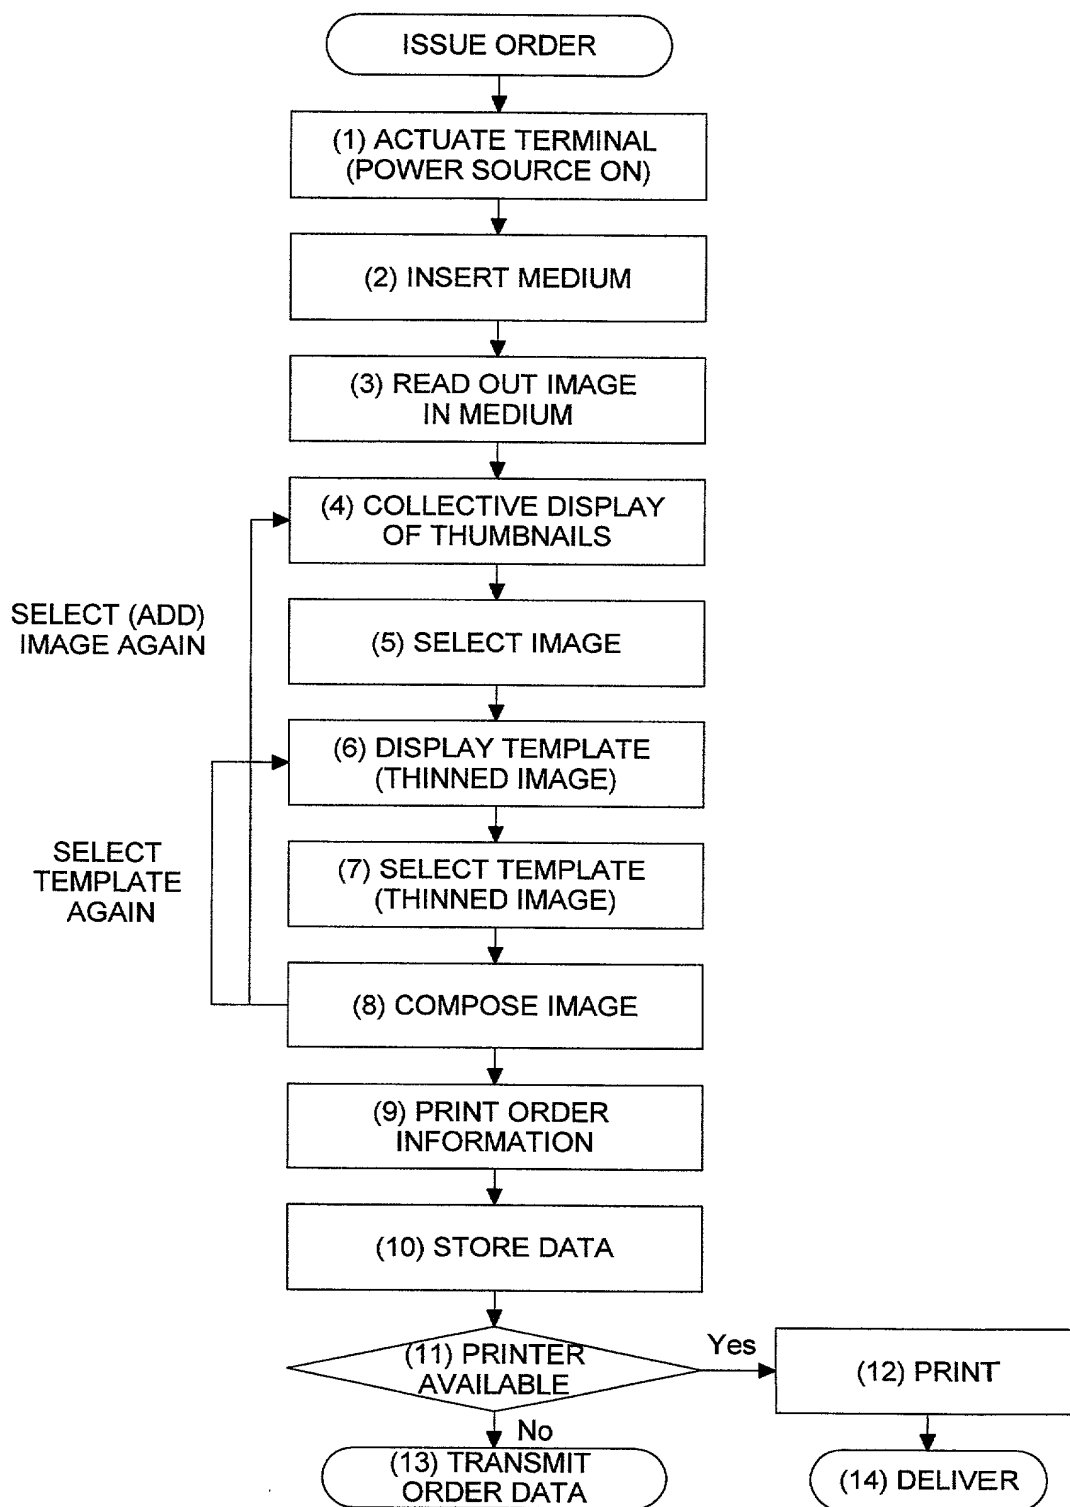 ISSUE ORDER
(1) ACTUATE TERMINAL
(POWER SOURCE ON)
(2) INSERT MEDIUM
(3) READ OUT IMAGE
IN MEDIUM
(4) COLLECTIVE DISPLAY
OF THUMBNAILS
SELECT (ADD)
IMAGE AGAIN
(5) SELECT IMAGE
(6) DISPLAY TEMPLATE
(THINNED IMAGE)
SELECT
TEMPLATE
AGAIN
(7) SELECT TEMPLATE
(THINNED IMAGE)
(8) COMPOSE IMAGE
(9) PRINT ORDER
INFORMATION
(10) STORE DATA
(11) PRINTER
AVAILABLE
Yes
(12) PRINT
No
(13) TRANSMIT
ORDER DATA
(14) DELIVER